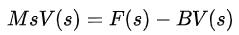 MsV(s) = F(s) − BV(s)